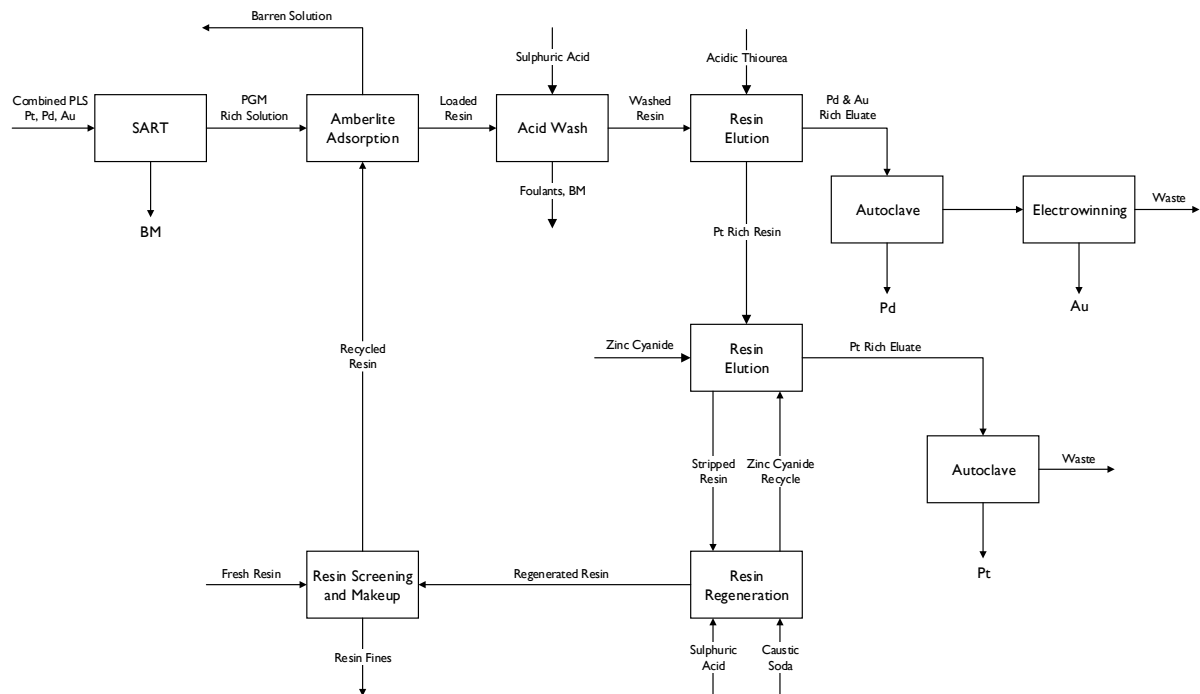 Barren Solution
Sulphuric Acid
Acidic Thiourea
Combined PLS
Pt, Pd, Au
SART
PGM
Rich Solution
Amberlite
Adsorption
Loaded
Resin
Acid Wash
Washed
Resin
Resin
Elution
Pd & Au
Rich Eluate
BM
Foulants, BM
Autoclave
Electrowinning
Waste
Pt Rich Resin
Pd
Au
Recycled
Resin
Zinc Cyanide
Resin
Elution
Pt Rich Eluate
Stripped
Resin
Zinc Cyanide
Recycle
Autoclave
Waste
Pt
Fresh Resin
Resin Screening
and Makeup
Regenerated Resin
Resin
Regeneration
Resin Fines
Sulphuric
Acid
Caustic
Soda